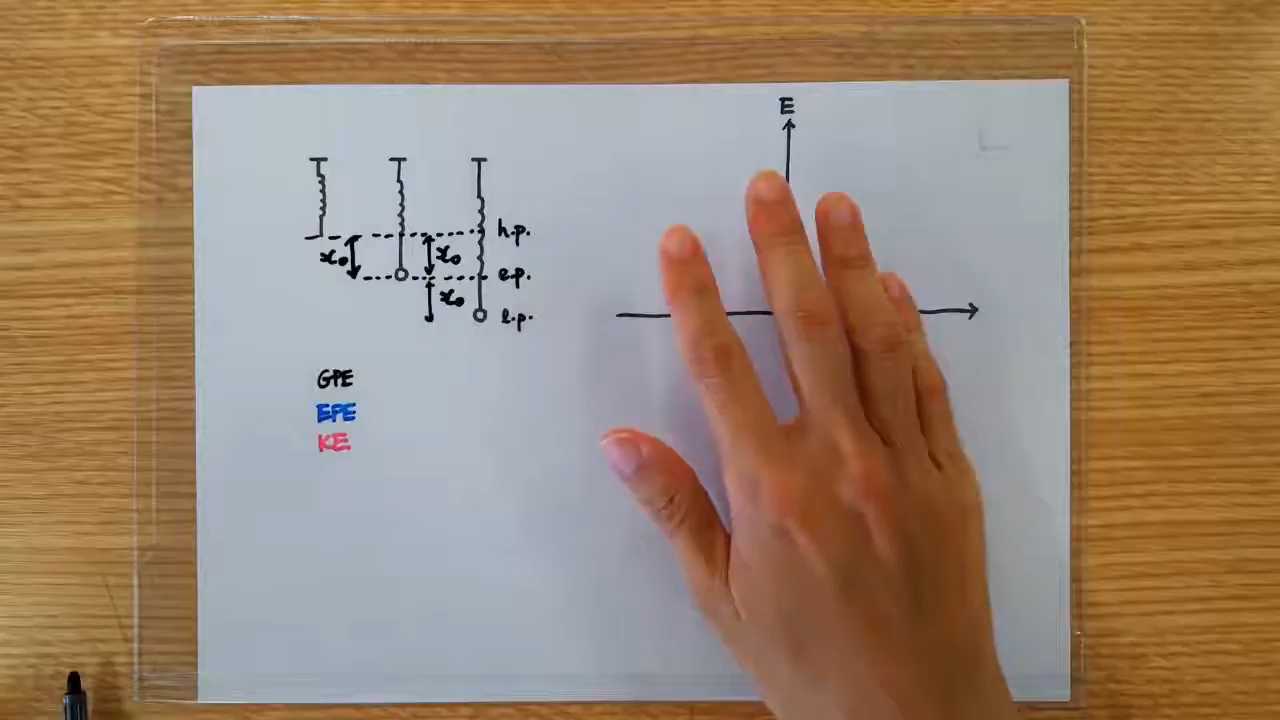 E
h.p.
x₀ x₀
e.p.
x₀
l.p.
GPE
EPE
KE